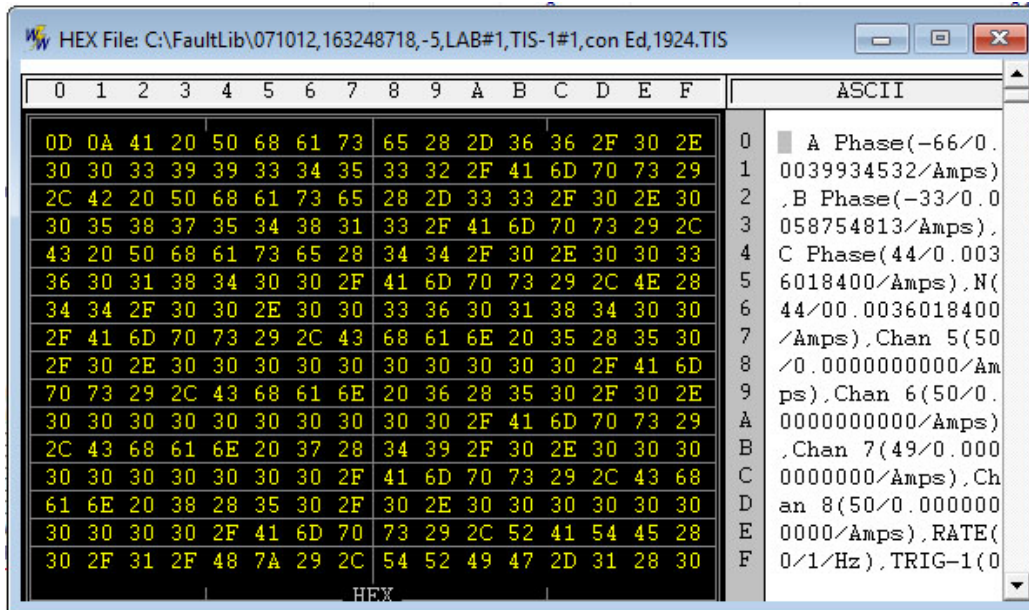 HEX File: C:\FaultLib\071012,163248718,-5,LAB#1,TIS-1#1,con Ed,1924.TIS
0 1 2 3 4 5 6 7 8 9 A B C D E F ASCII
0D 0A 41 20 50 68 61 73 65 28 2D 36 36 2F 30 2E 0 A Phase(-66/0.
30 30 33 39 39 33 34 35 33 32 2F 41 6D 70 73 29 1 0039934532/Amps)
2C 42 20 50 68 61 73 65 28 2D 33 33 2F 30 2E 30 2 ,B Phase(-33/0.0
30 35 38 37 35 34 38 31 33 2F 41 6D 70 73 29 2C 3 058754813/Amps),
43 20 50 68 61 73 65 28 34 34 2F 30 2E 30 30 33 4 C Phase(44/0.003
36 30 31 38 34 30 30 2F 41 6D 70 73 29 2C 4E 28 5 6018400/Amps),N(
34 34 2F 30 30 2E 30 30 33 36 30 31 38 34 30 30 6 44/00.0036018400
2F 41 6D 70 73 29 2C 43 68 61 6E 20 35 28 35 30 7 /Amps),Chan 5(50
2F 30 2E 30 30 30 30 30 30 30 30 30 30 2F 41 6D 8 /0.0000000000/Am
70 73 29 2C 43 68 61 6E 20 36 28 35 30 2F 30 2E 9 ps),Chan 6(50/0.
30 30 30 30 30 30 30 30 30 30 2F 41 6D 70 73 29 A 0000000000/Amps)
2C 43 68 61 6E 20 37 28 34 39 2F 30 2E 30 30 30 B ,Chan 7(49/0.000
30 30 30 30 30 30 30 2F 41 6D 70 73 29 2C 43 68 C 0000000/Amps),Ch
61 6E 20 38 28 35 30 2F 30 2E 30 30 30 30 30 30 D an 8(50/0.000000
30 30 30 30 2F 41 6D 70 73 29 2C 52 41 54 45 28 E 0000/Amps),RATE(
30 2F 31 2F 48 7A 29 2C 54 52 49 47 2D 31 28 30 F 0/1/Hz),TRIG-1(0
HEX